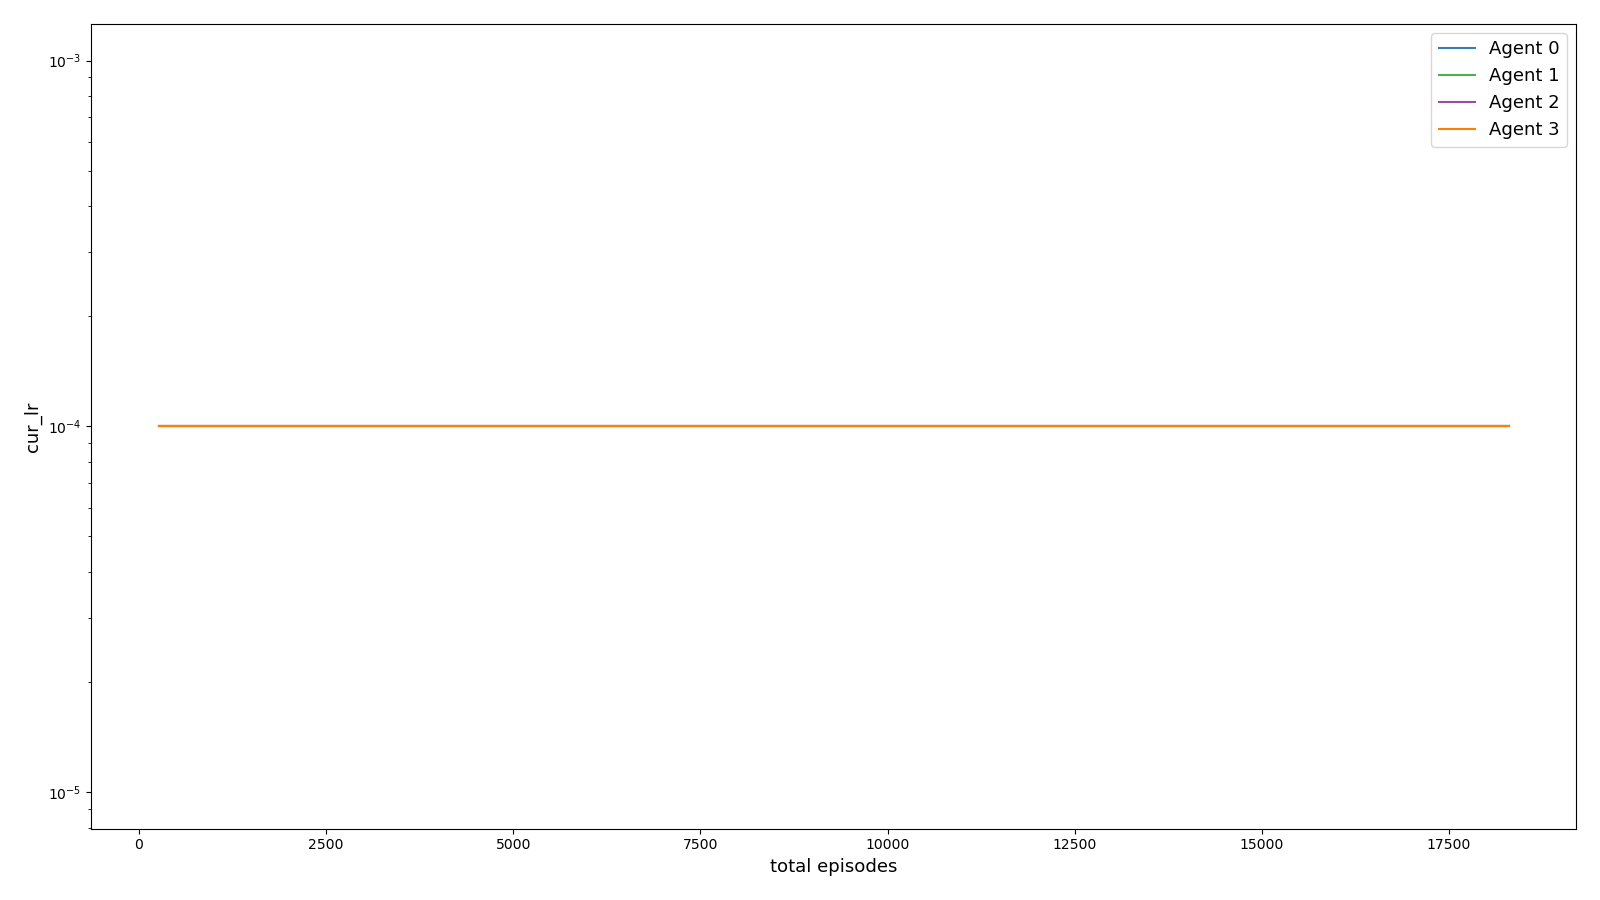 Agent 0
Agent 1
Agent 2
Agent 3
10⁻³
10⁻⁴
10⁻⁵
cur_lr
0 2500 5000 7500 10000 12500 15000 17500
total episodes